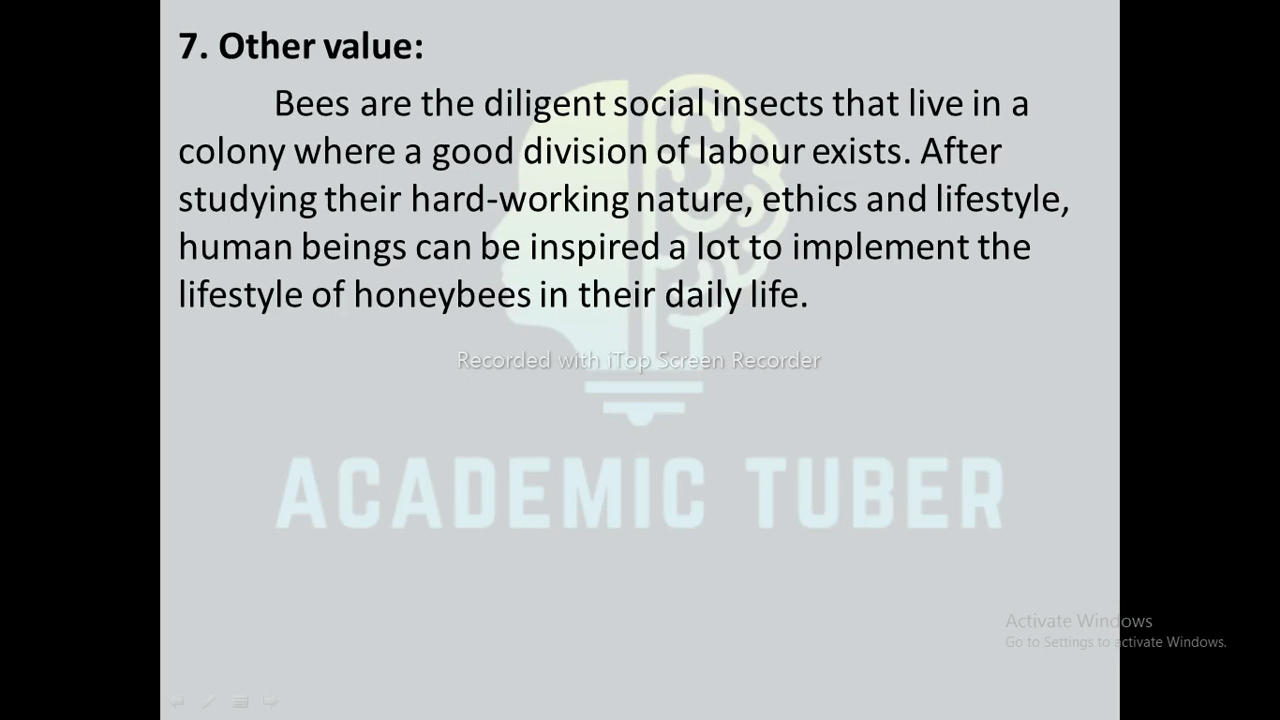 7. Other value:
Bees are the diligent social insects that live in a
colony where a good division of labour exists. After
studying their hard-working nature, ethics and lifestyle,
human beings can be inspired a lot to implement the
lifestyle of honeybees in their daily life.
Recorded with iTop Screen Recorder
ACADEMIC TUBER
Activate Windows
Go to Settings to activate Windows.